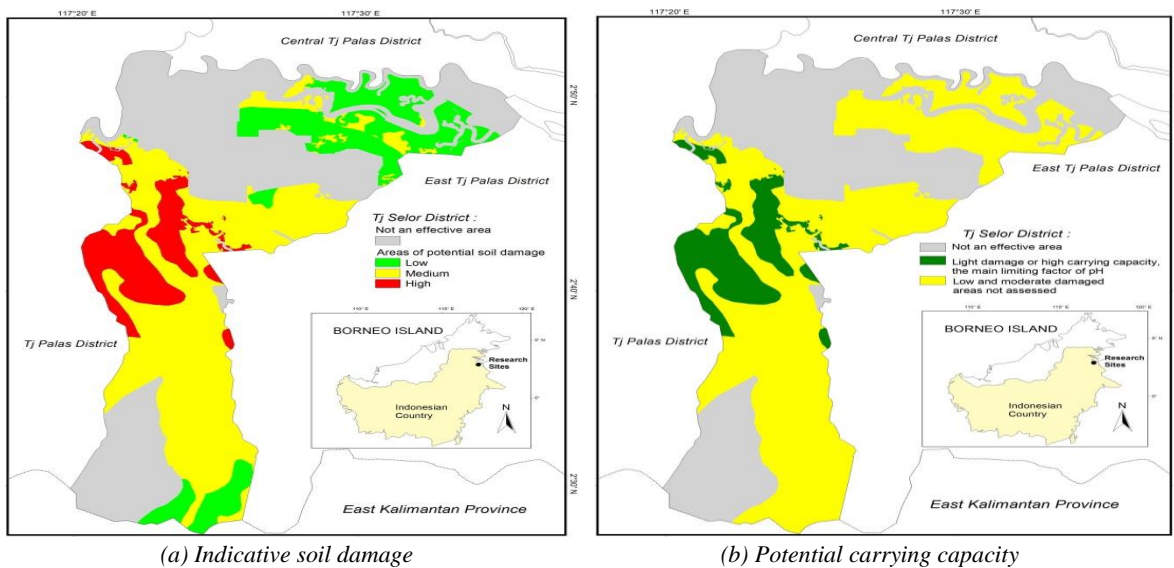 117°20' E
117°30' E
Central Tj Palas District
2°50' N
East Tj Palas District
Tj Selor District :
Not an effective area
Areas of potential soil damage
Low
Medium
High
2°40' N
Tj Palas District
BORNEO ISLAND
Research
Sites
Indonesian
Country
N
2°30' N
East Kalimantan Province
(a) Indicative soil damage
117°20' E
117°30' E
Central Tj Palas District
East Tj Palas District
Tj Selor District :
Not an effective area
Light damage or high carrying capacity,
the main limiting factor of pH
Low and moderate damaged
areas not assessed
Tj Palas District
BORNEO ISLAND
Research
Sites
Indonesian
Country
N
East Kalimantan Province
(b) Potential carrying capacity